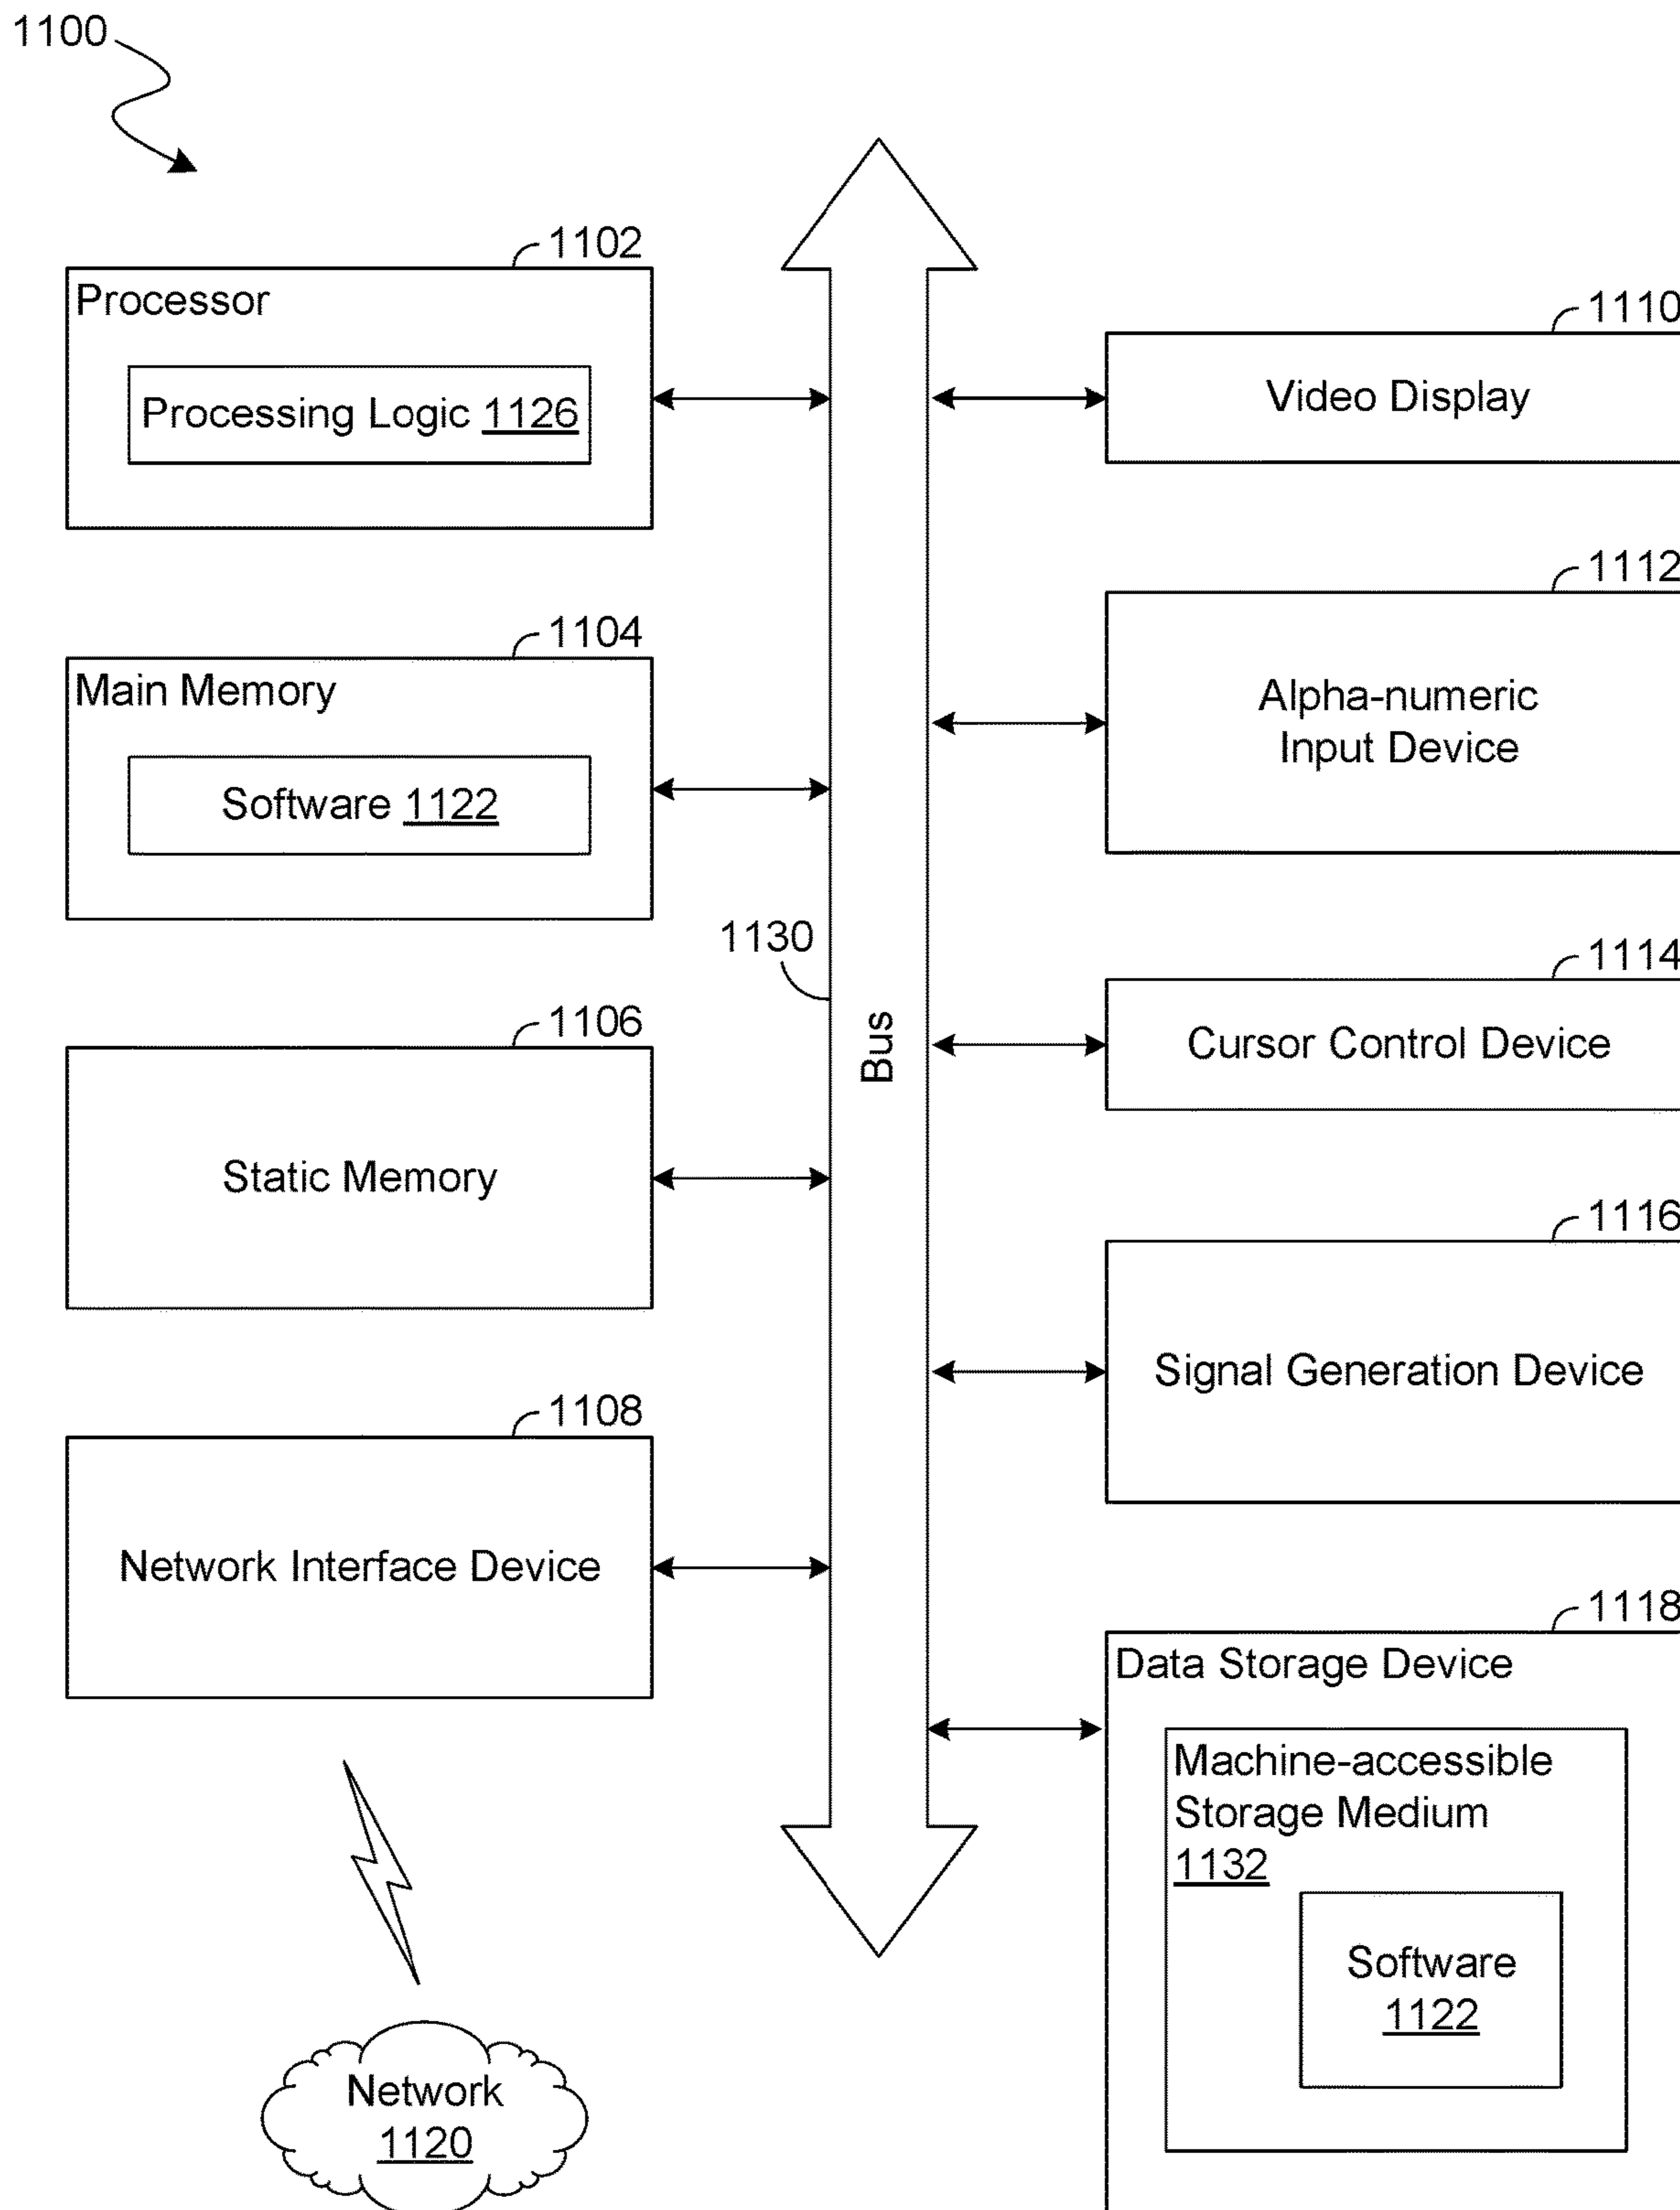 1100
1102
Processor
Processing Logic 1126
1104
Main Memory
Software 1122
1106
Static Memory
1108
Network Interface Device
Network
1120
1130
Bus
1110
Video Display
1112
Alpha-numeric
Input Device
1114
Cursor Control Device
1116
Signal Generation Device
1118
Data Storage Device
Machine-accessible
Storage Medium
1132
Software
1122